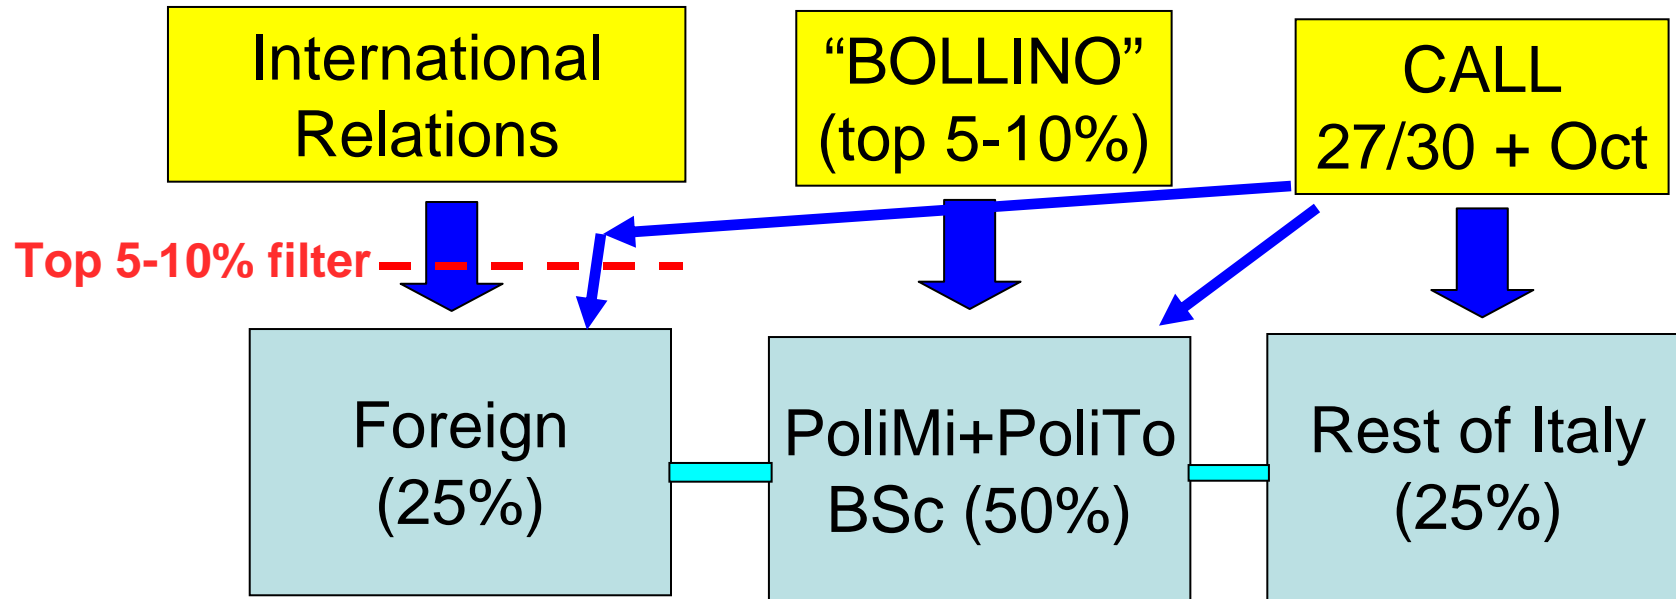 International
Relations
“BOLLINO”
(top 5-10%)
CALL
27/30 + Oct
Top 5-10% filter
Foreign
(25%)
PoliMi+PoliTo
BSc (50%)
Rest of Italy
(25%)